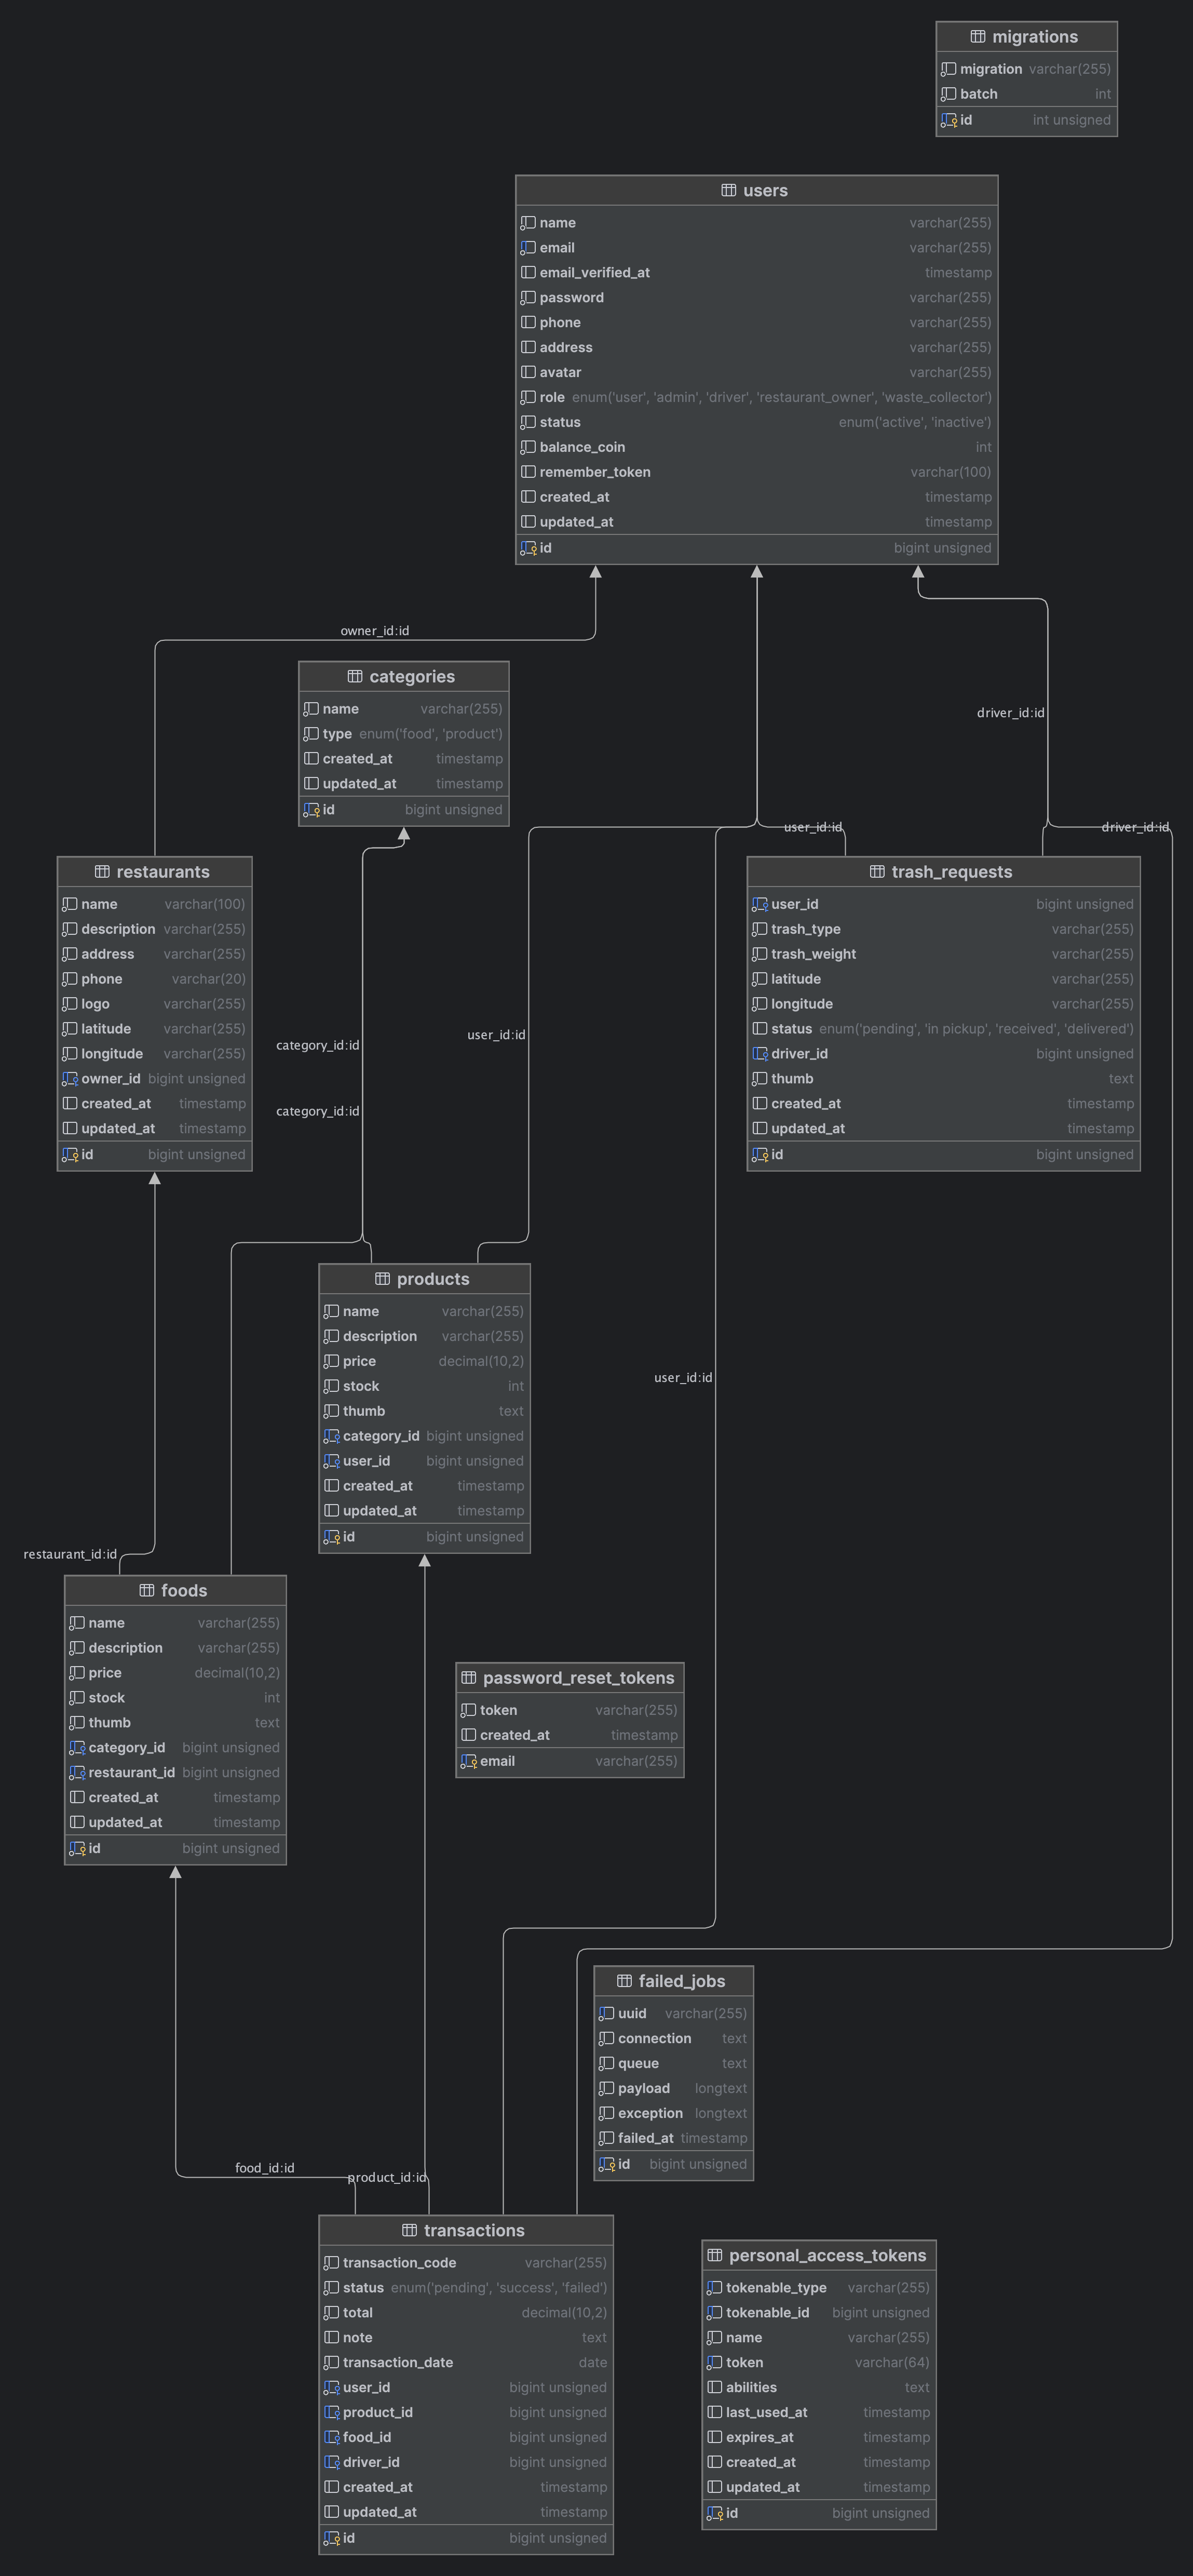 migrations
migration varchar(255)
batch int
id int unsigned
users
name varchar(255)
email varchar(255)
email_verified_at timestamp
password varchar(255)
phone varchar(255)
address varchar(255)
avatar varchar(255)
role enum('user', 'admin', 'driver', 'restaurant_owner', 'waste_collector')
status enum('active', 'inactive')
balance_coin int
remember_token varchar(100)
created_at timestamp
updated_at timestamp
id bigint unsigned
owner_id:id
categories
name varchar(255)
type enum('food', 'product')
created_at timestamp
updated_at timestamp
id bigint unsigned
driver_id:id
user_id:id
driver_id:id
restaurants
name varchar(100)
description varchar(255)
address varchar(255)
phone varchar(20)
logo varchar(255)
latitude varchar(255)
longitude varchar(255)
owner_id bigint unsigned
created_at timestamp
updated_at timestamp
id bigint unsigned
category_id:id
category_id:id
user_id:id
trash_requests
user_id bigint unsigned
trash_type varchar(255)
trash_weight varchar(255)
latitude varchar(255)
longitude varchar(255)
status enum('pending', 'in pickup', 'received', 'delivered')
driver_id bigint unsigned
thumb text
created_at timestamp
updated_at timestamp
id bigint unsigned
products
name varchar(255)
description varchar(255)
price decimal(10,2)
stock int
thumb text
category_id bigint unsigned
user_id bigint unsigned
created_at timestamp
updated_at timestamp
id bigint unsigned
user_id:id
restaurant_id:id
foods
name varchar(255)
description varchar(255)
price decimal(10,2)
stock int
thumb text
category_id bigint unsigned
restaurant_id bigint unsigned
created_at timestamp
updated_at timestamp
id bigint unsigned
password_reset_tokens
token varchar(255)
created_at timestamp
email varchar(255)
failed_jobs
uuid varchar(255)
connection text
queue text
payload longtext
exception longtext
failed_at timestamp
id bigint unsigned
food_id:id
product_id:id
transactions
transaction_code varchar(255)
status enum('pending', 'success', 'failed')
total decimal(10,2)
note text
transaction_date date
user_id bigint unsigned
product_id bigint unsigned
food_id bigint unsigned
driver_id bigint unsigned
created_at timestamp
updated_at timestamp
id bigint unsigned
personal_access_tokens
tokenable_type varchar(255)
tokenable_id bigint unsigned
name varchar(255)
token varchar(64)
abilities text
last_used_at timestamp
expires_at timestamp
created_at timestamp
updated_at timestamp
id bigint unsigned